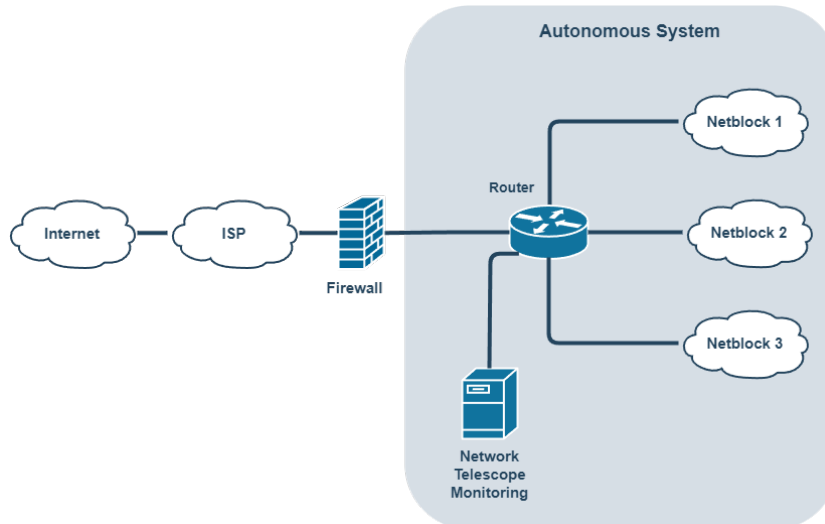 Autonomous System
Netblock 1
Router
Internet
ISP
Netblock 2
Firewall
Netblock 3
Network
Telescope
Monitoring